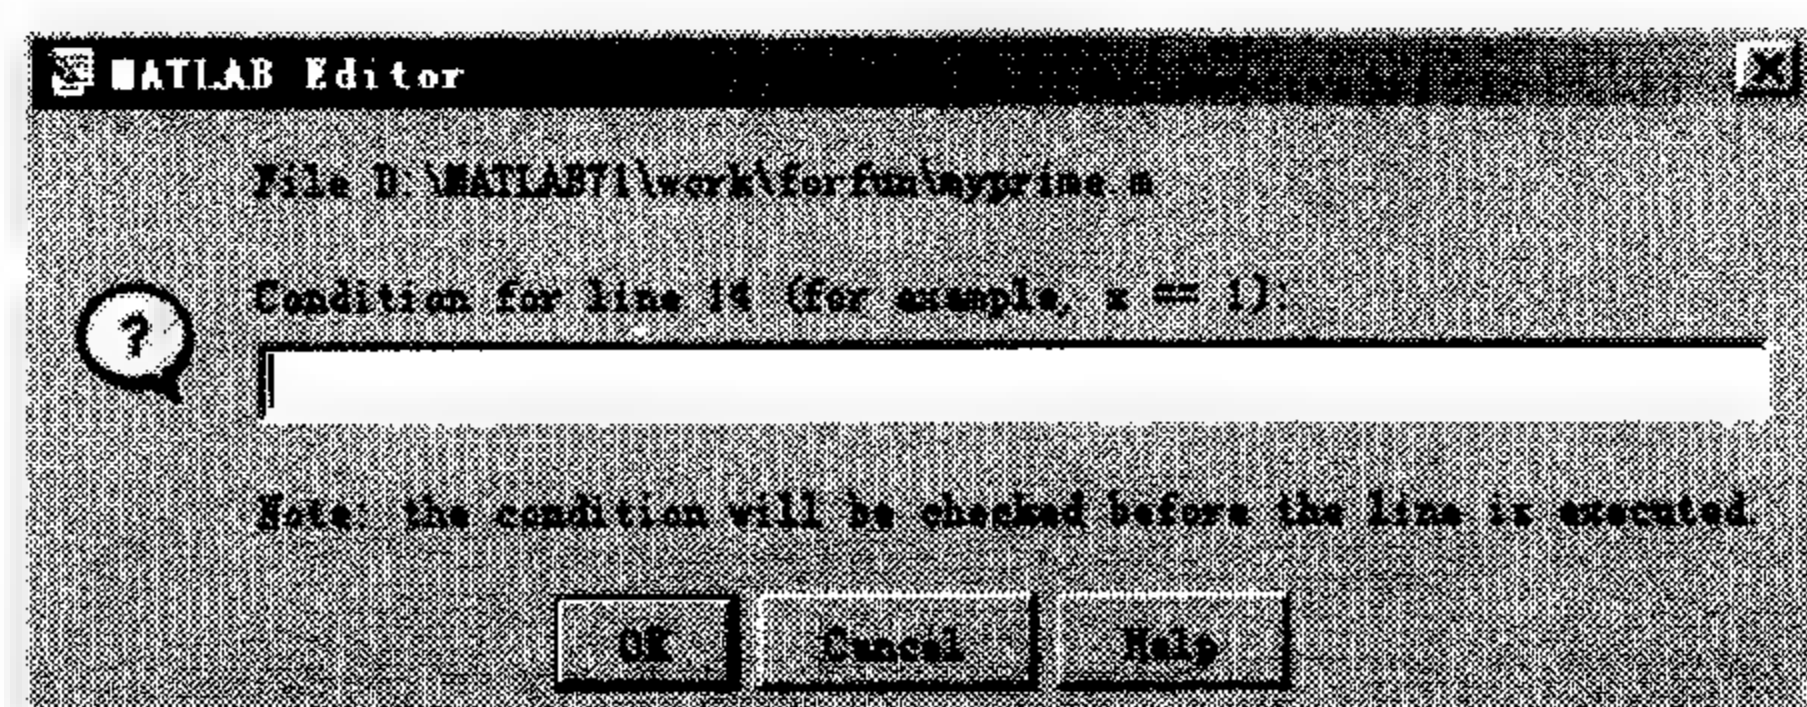 MATLAB Editor
File D:\MATLAB71\work\forfun\myprime.m
Condition for line 14 (for example, x == 1):
?
Note: the condition will be checked before the line is executed.
OK Cancel Help